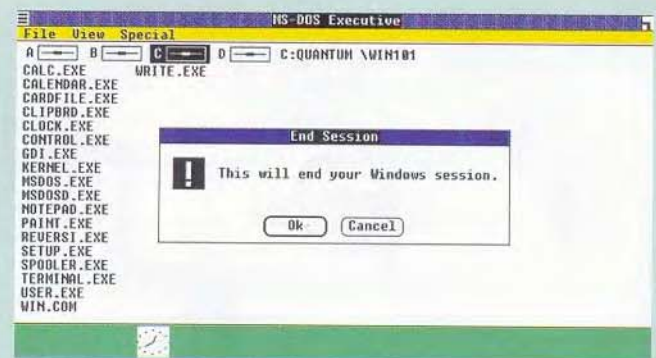 MS-DOS Executive
File View Special
A B C D C:QUANTUM \WIN101
CALC.EXE WRITE.EXE
CALENDAR.EXE
CARDFILE.EXE
CLIPBRD.EXE
CLOCK.EXE
CONTROL.EXE
GDI.EXE
KERNEL.EXE
MSDOS.EXE
MSDOSD.EXE
NOTEPAD.EXE
PAINT.EXE
REVERSI.EXE
SETUP.EXE
SPOOLER.EXE
TERMINAL.EXE
USER.EXE
WIN.COM
End Session
! This will end your Windows session.
Ok Cancel